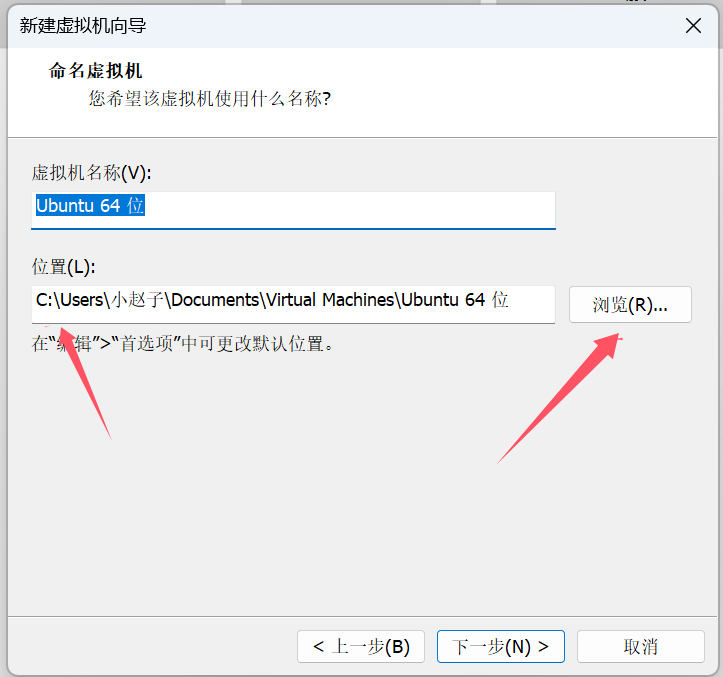 新建虚拟机向导
命名虚拟机
您希望该虚拟机使用什么名称?
虚拟机名称(V):
Ubuntu 64 位
位置(L):
C:\Users\小赵子\Documents\Virtual Machines\Ubuntu 64 位
浏览(R)...
在“编辑”>“首选项”中可更改默认位置。
< 上一步(B)
下一步(N) >
取消